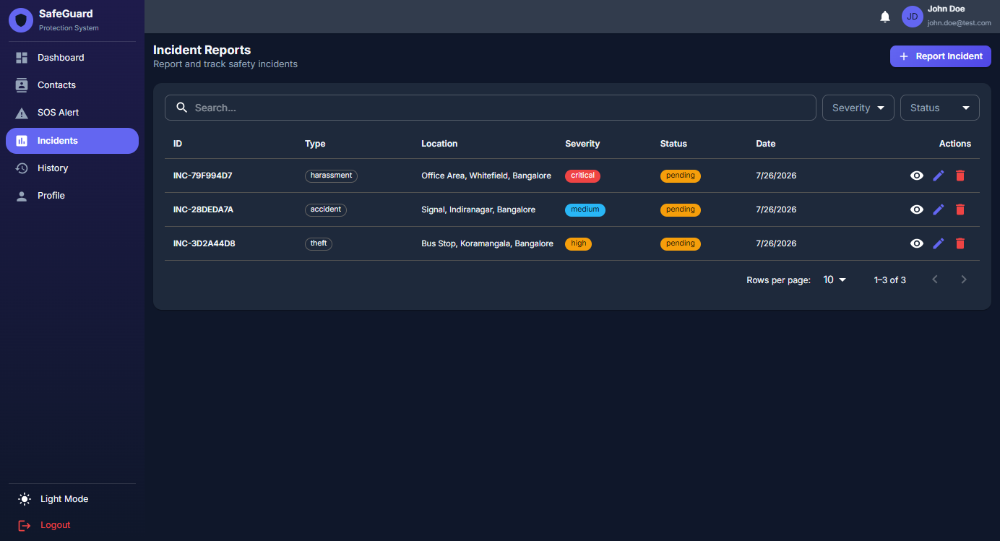 SafeGuard
Protection System
Dashboard
Contacts
SOS Alert
Incidents
History
Profile
Light Mode
Logout
JD
John Doe
john.doe@test.com
Incident Reports
Report and track safety incidents
Report Incident
Search...
Severity
Status
ID Type Location Severity Status Date Actions
INC-79F994D7 harassment Office Area, Whitefield, Bangalore critical pending 7/26/2026
INC-28DEDA7A accident Signal, Indiranagar, Bangalore medium pending 7/26/2026
INC-3D2A44D8 theft Bus Stop, Koramangala, Bangalore high pending 7/26/2026
Rows per page: 10 1–3 of 3